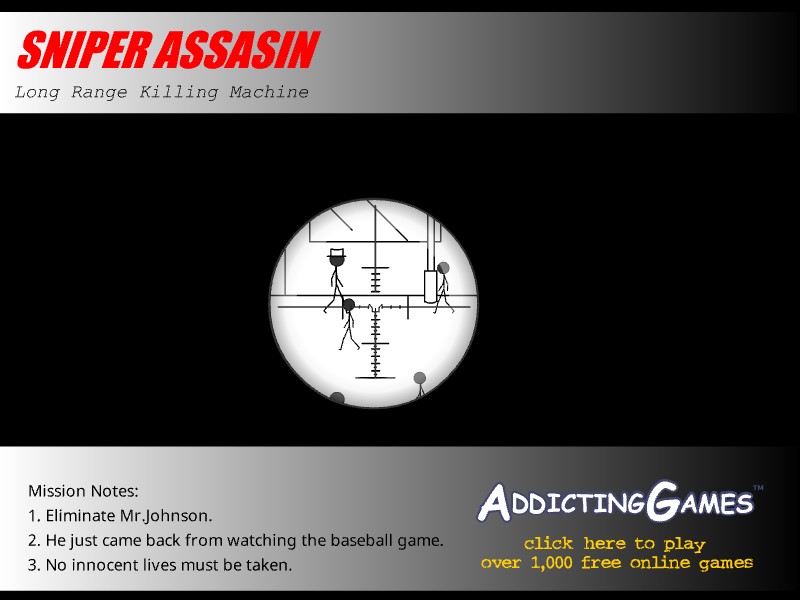 SNIPER ASSASIN
Long Range Killing Machine
Mission Notes:
1. Eliminate Mr.Johnson.
2. He just came back from watching the baseball game.
3. No innocent lives must be taken.
ADDICTINGGAMES™
click here to play
over 1,000 free online games